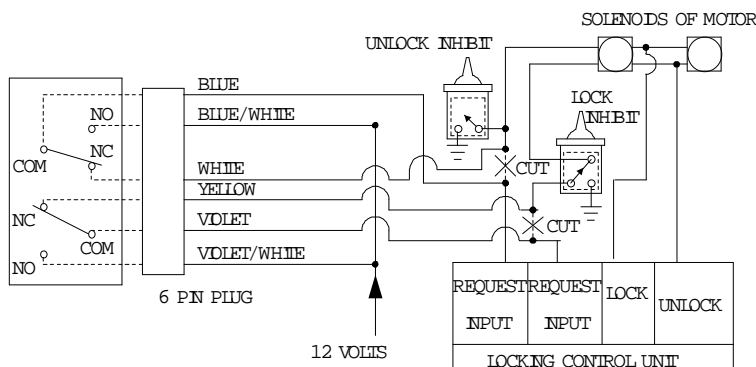 SOLENOIDS OF MOTOR
UNLOCK INHIBIT
BLUE
NO
BLUE/WHITE
LOCK
INHIBIT
NC
COM
WHITE
CUT
YELLOW
NC
VIOLET
CUT
COM
NO
VIOLET/WHITE
6 PIN PLUG
REQUEST
INPUT
REQUEST
INPUT
LOCK
UNLOCK
12 VOLTS
LOCKING CONTROL UNIT